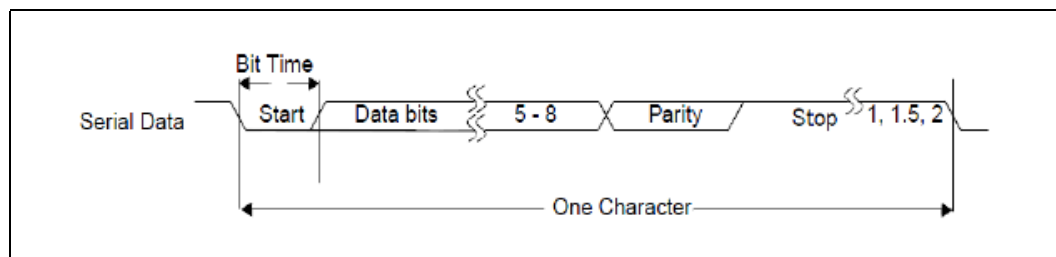 Bit Time
Serial Data Start Data bits 5 - 8 Parity Stop 1, 1.5, 2
One Character